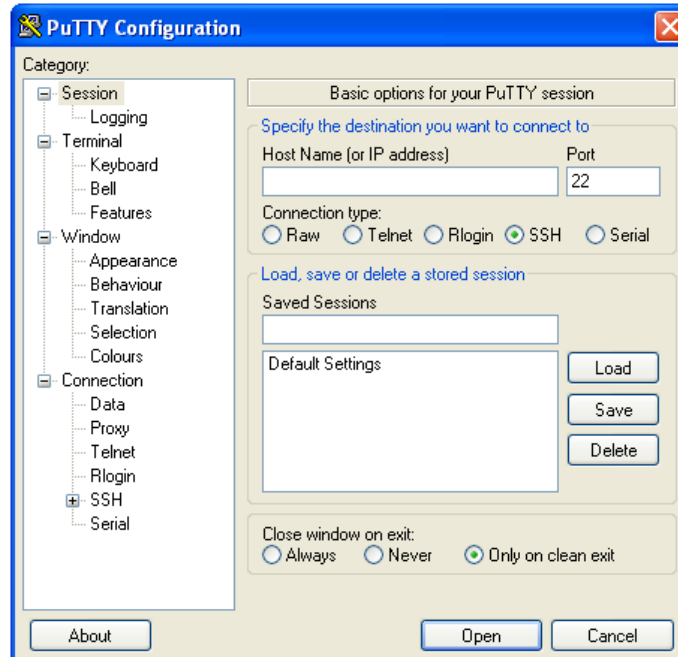 PuTTY Configuration
Category:
Session
Logging
Terminal
Keyboard
Bell
Features
Window
Appearance
Behaviour
Translation
Selection
Colours
Connection
Data
Proxy
Telnet
Rlogin
SSH
Serial
Basic options for your PuTTY session
Specify the destination you want to connect to
Host Name (or IP address) Port
22
Connection type:
Raw Telnet Rlogin SSH Serial
Load, save or delete a stored session
Saved Sessions
Default Settings
Load
Save
Delete
Close window on exit:
Always Never Only on clean exit
About Open Cancel